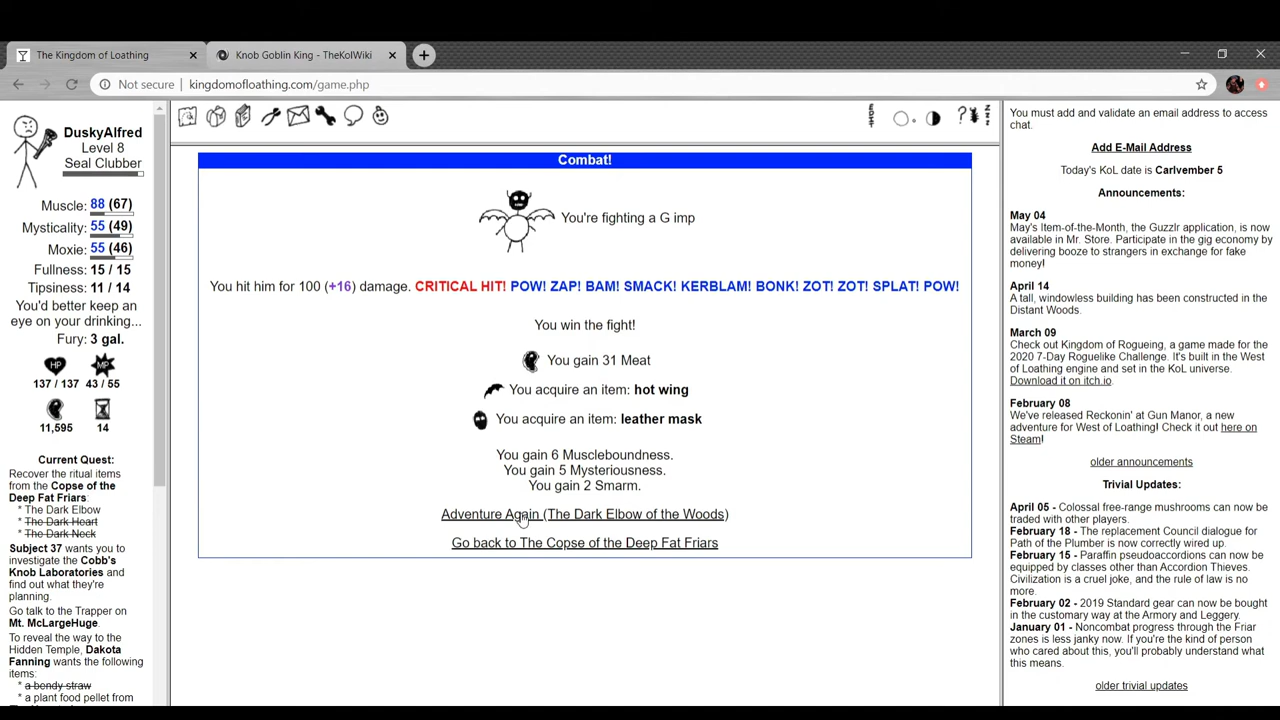 The Kingdom of Loathing
Knob Goblin King - TheKolWiki
Not secure
kingdomofloathing.com/game.php
DuskyAlfred
Level 8
Seal Clubber
Muscle: 88 (67)
Mysticality: 55 (49)
Moxie: 55 (46)
Fullness: 15 / 15
Tipsiness: 11 / 14
You'd better keep an
eye on your drinking...
Fury: 3 gal.
HP
MP
137 / 137
43 / 55
11,595
14
Current Quest:
Recover the ritual items
from the Copse of the
Deep Fat Friars:
* The Dark Elbow
* The Dark Heart
* The Dark Neck
Subject 37 wants you to
investigate the Cobb's
Knob Laboratories and
find out what they're
planning.
Go talk to the Trapper on
Mt. McLargeHuge.
To reveal the way to the
Hidden Temple, Dakota
Fanning wants the following
items:
* a bendy straw
* a plant food pellet from
Combat!
You're fighting a G imp
You hit him for 100 (+16) damage. CRITICAL HIT! POW! ZAP! BAM! SMACK! KERBLAM! BONK! ZOT! ZOT! SPLAT! POW!
You win the fight!
You gain 31 Meat
You acquire an item: hot wing
You acquire an item: leather mask
You gain 6 Muscleboundness.
You gain 5 Mysteriousness.
You gain 2 Smarm.
Adventure Again (The Dark Elbow of the Woods)
Go back to The Copse of the Deep Fat Friars
You must add and validate an email address to access
chat.
Add E-Mail Address
Today's KoL date is Carlvember 5
Announcements:
May 04
May's Item-of-the-Month, the Guzzlr application, is now
available in Mr. Store. Participate in the gig economy by
delivering booze to strangers in exchange for fake
money!
April 14
A tall, windowless building has been constructed in the
Distant Woods.
March 09
Check out Kingdom of Rogueing, a game made for the
2020 7-Day Roguelike Challenge. It's built in the West
of Loathing engine and set in the KoL universe.
Download it on itch.io.
February 08
We've released Reckonin' at Gun Manor, a new
adventure for West of Loathing! Check it out here on
Steam!
older announcements
Trivial Updates:
April 05 - Colossal free-range mushrooms can now be
traded with other players.
February 18 - The replacement Council dialogue for
Path of the Plumber is now correctly wired up.
February 15 - Paraffin pseudoaccordions can now be
equipped by classes other than Accordion Thieves.
Civilization is a cruel joke, and the rule of law is no
more.
February 02 - 2019 Standard gear can now be bought
in the customary way at the Armory and Leggery.
January 01 - Noncombat progress through the Friar
zones is less janky now. If you're the kind of person
who cared about this, you'll probably understand what
this means.
older trivial updates